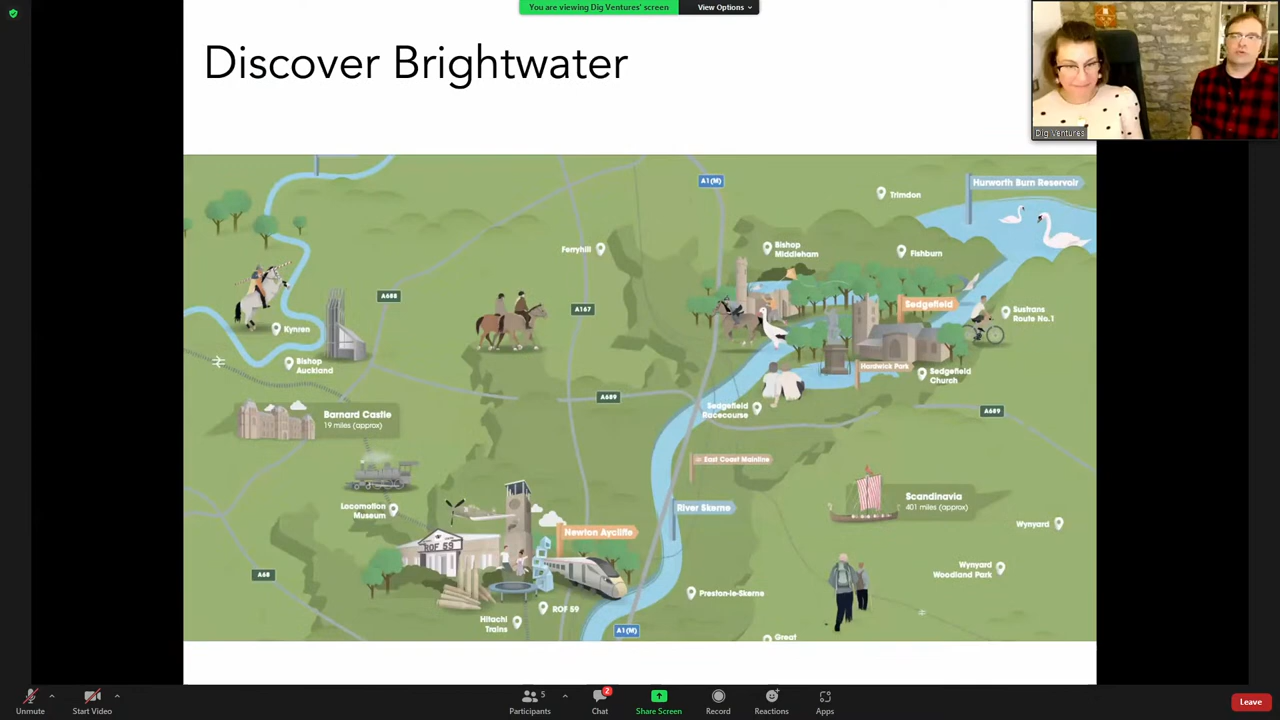 You are viewing Dig Ventures' screen
View Options
Discover Brightwater
Dig Ventures
A1(M)
Hurworth Burn Reservoir
Trimdon
Ferryhill
Bishop
Middleham
Fishburn
A688
A167
Sedgefield
Sustrans
Route No.1
Kynren
Bishop
Auckland
Hardwick Park
Sedgefield
Church
A689
Sedgefield
Racecourse
A689
Barnard Castle
19 miles (approx)
East Coast Mainline
Locomotion
Museum
River Skerne
Scandinavia
401 miles (approx)
Wynyard
ROF 59
Newton Aycliffe
A68
Wynyard
Woodland Park
Preston-le-Skerne
ROF 59
Hitachi
Trains
A1(M)
Great
Unmute
Start Video
5
Participants
2
Chat
Share Screen
Record
Reactions
Apps
Leave